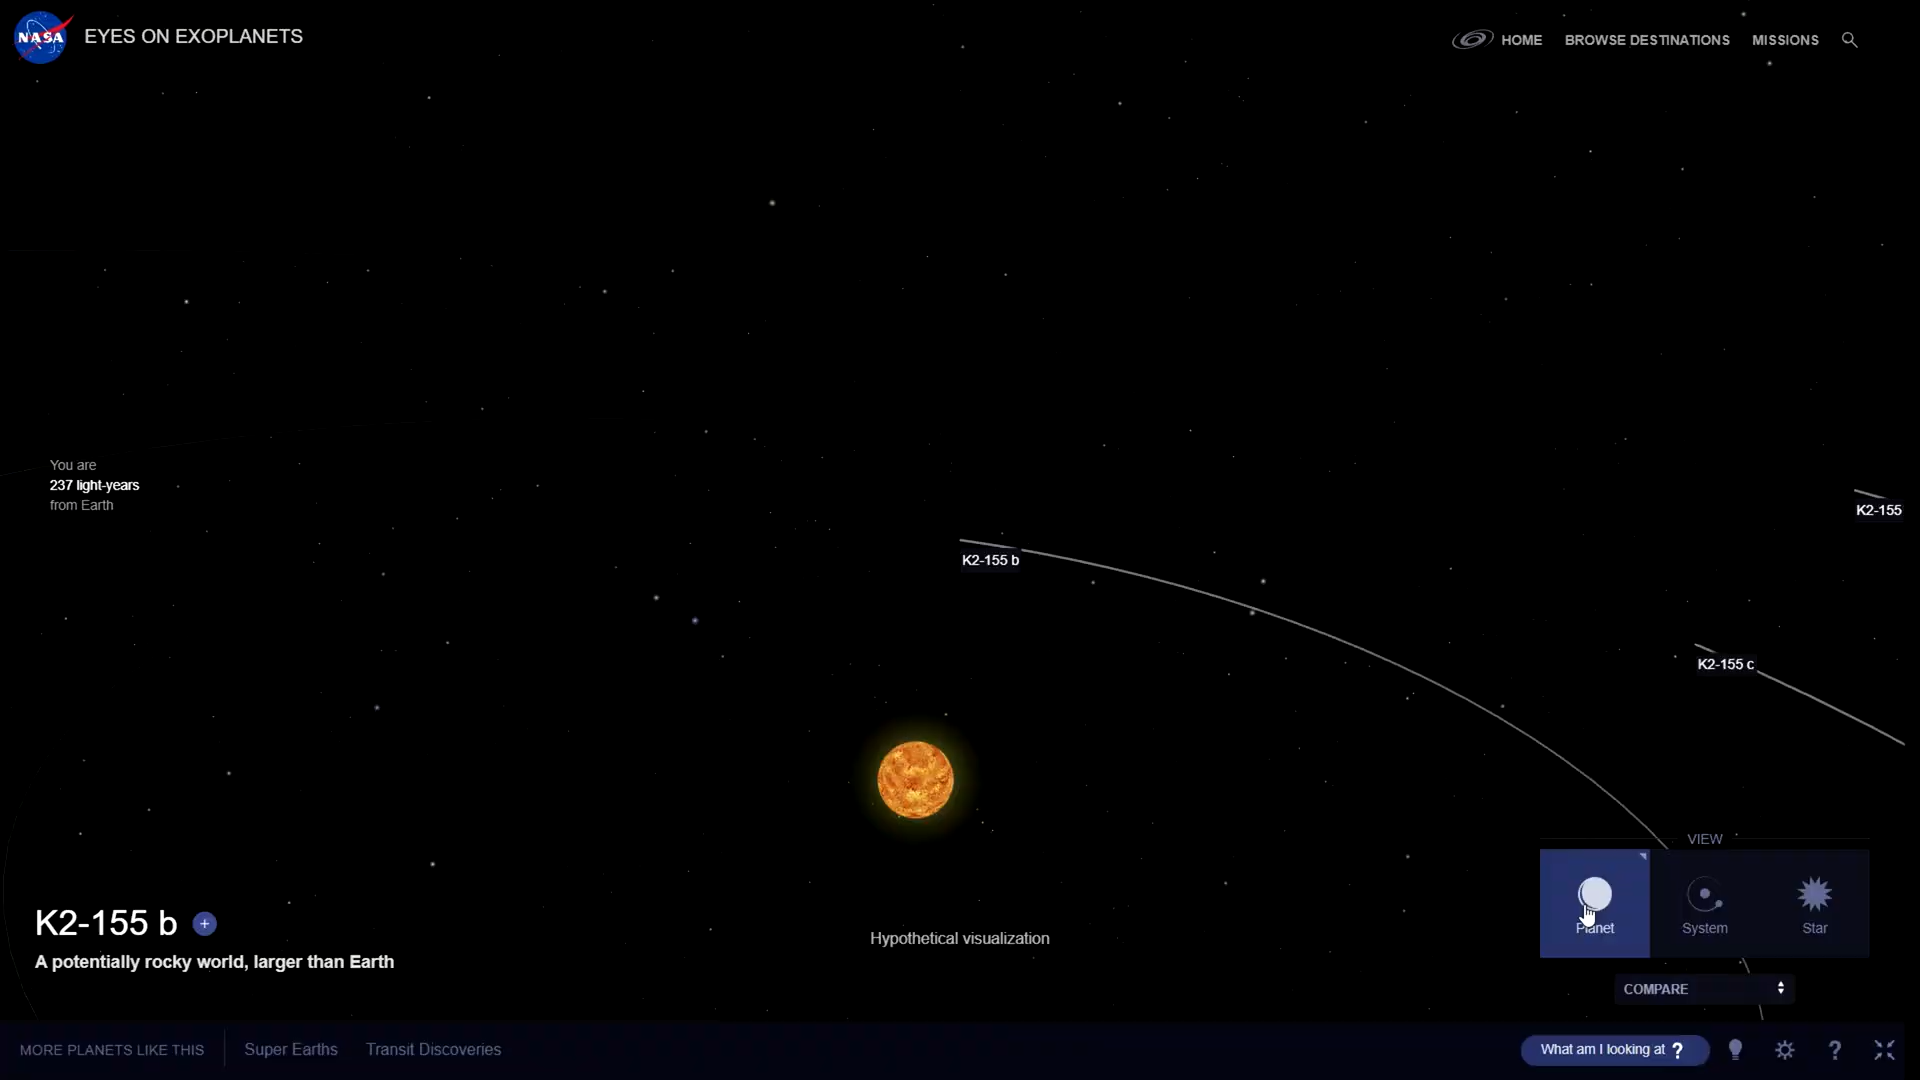 NASA
EYES ON EXOPLANETS
HOME
BROWSE DESTINATIONS
MISSIONS
You are
237 light-years
from Earth
K2-155
K2-155 b
K2-155 c
VIEW
Planet
System
Star
COMPARE
K2-155 b +
A potentially rocky world, larger than Earth
Hypothetical visualization
MORE PLANETS LIKE THIS
Super Earths
Transit Discoveries
What am I looking at ?
?